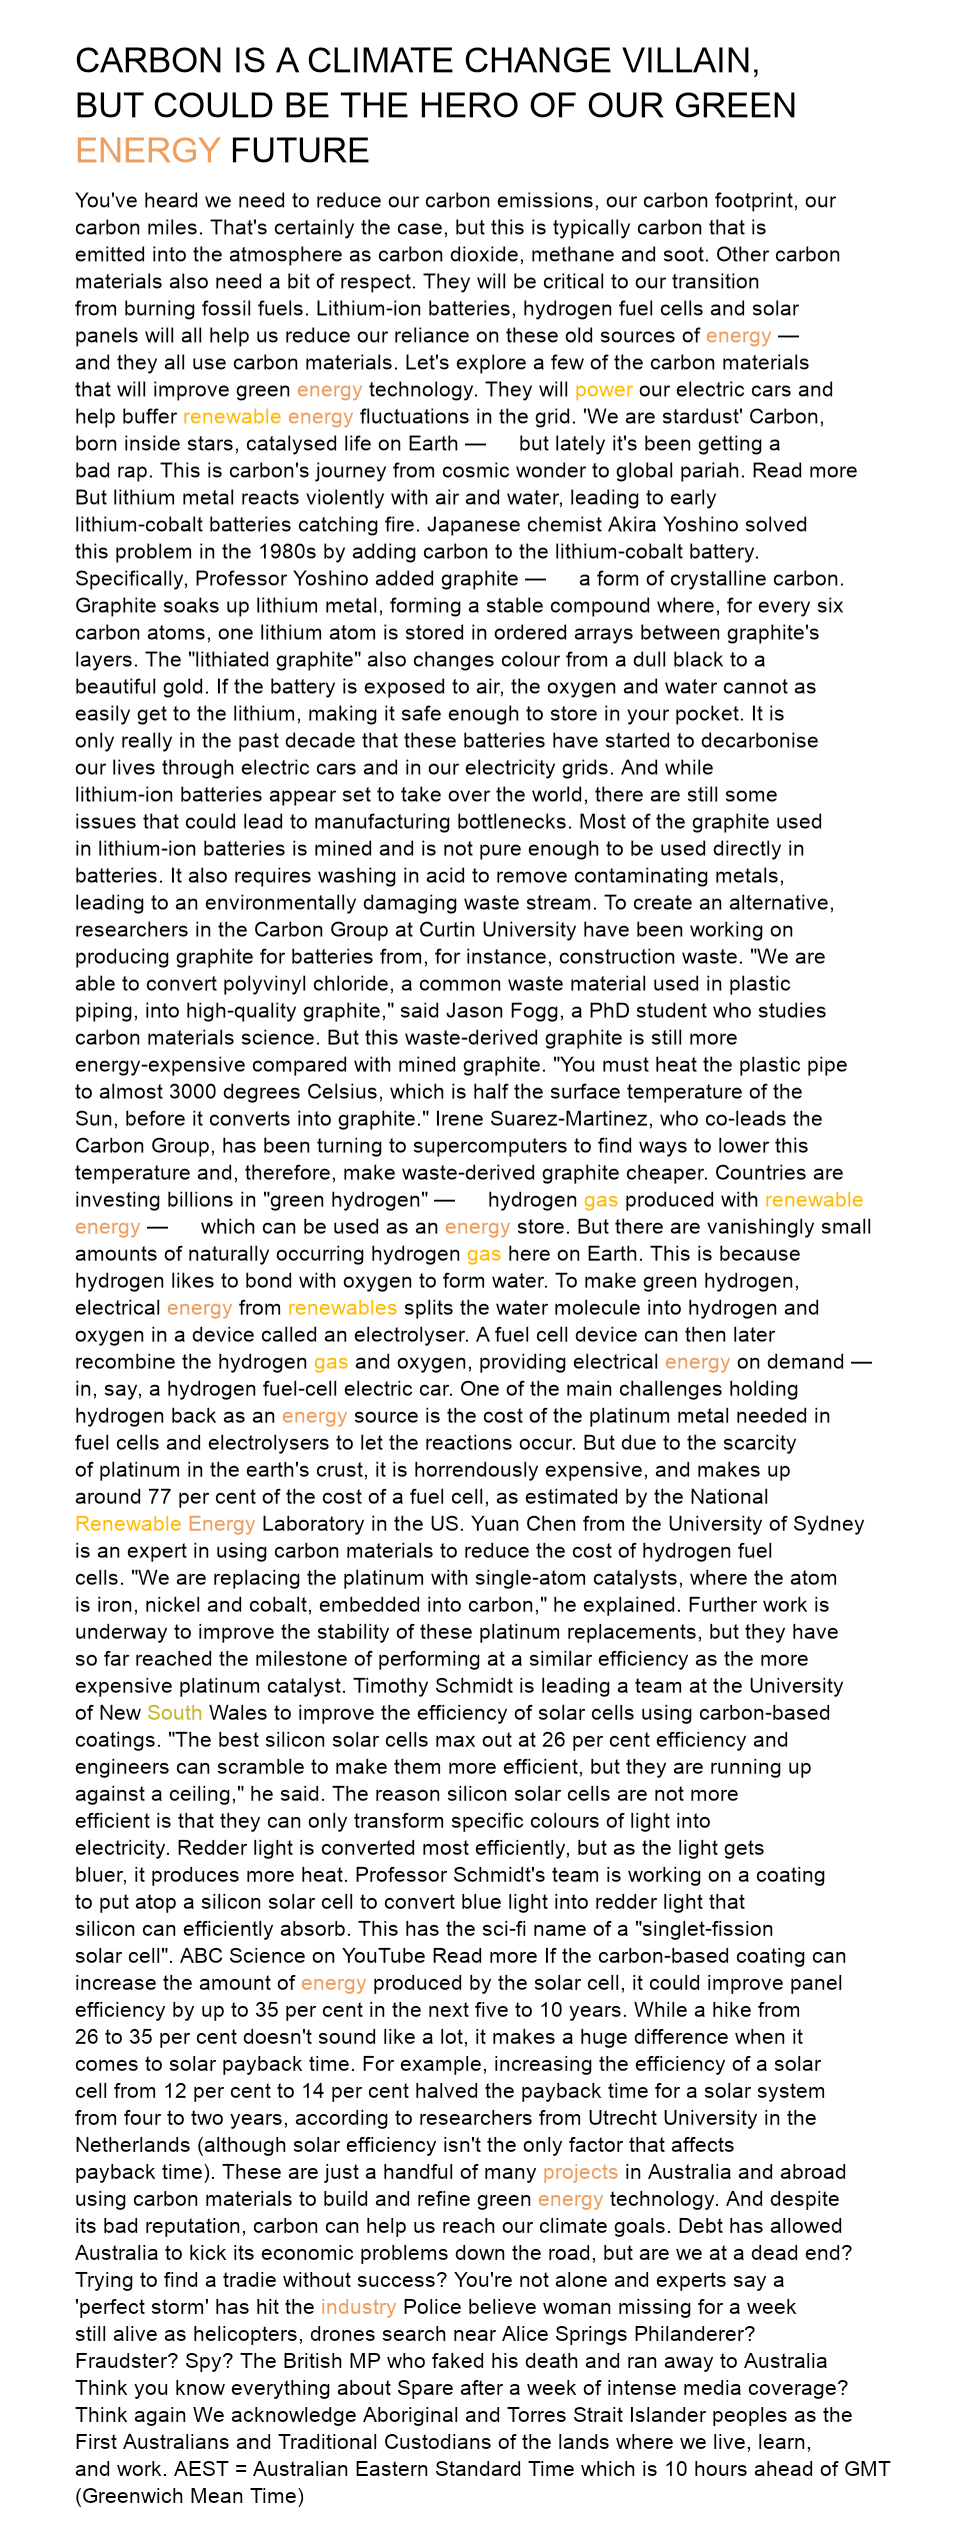 CARBON IS A CLIMATE CHANGE VILLAIN,
BUT COULD BE THE HERO OF OUR GREEN
ENERGY FUTURE
You've heard we need to reduce our carbon emissions, our carbon footprint, our
carbon miles. That's certainly the case, but this is typically carbon that is
emitted into the atmosphere as carbon dioxide, methane and soot. Other carbon
materials also need a bit of respect. They will be critical to our transition
from burning fossil fuels. Lithium-ion batteries, hydrogen fuel cells and solar
panels will all help us reduce our reliance on these old sources of energy —
and they all use carbon materials. Let's explore a few of the carbon materials
that will improve green energy technology. They will power our electric cars and
help buffer renewable energy fluctuations in the grid. 'We are stardust' Carbon,
born inside stars, catalysed life on Earth — but lately it's been getting a
bad rap. This is carbon's journey from cosmic wonder to global pariah. Read more
But lithium metal reacts violently with air and water, leading to early
lithium-cobalt batteries catching fire. Japanese chemist Akira Yoshino solved
this problem in the 1980s by adding carbon to the lithium-cobalt battery.
Specifically, Professor Yoshino added graphite — a form of crystalline carbon.
Graphite soaks up lithium metal, forming a stable compound where, for every six
carbon atoms, one lithium atom is stored in ordered arrays between graphite's
layers. The "lithiated graphite" also changes colour from a dull black to a
beautiful gold. If the battery is exposed to air, the oxygen and water cannot as
easily get to the lithium, making it safe enough to store in your pocket. It is
only really in the past decade that these batteries have started to decarbonise
our lives through electric cars and in our electricity grids. And while
lithium-ion batteries appear set to take over the world, there are still some
issues that could lead to manufacturing bottlenecks. Most of the graphite used
in lithium-ion batteries is mined and is not pure enough to be used directly in
batteries. It also requires washing in acid to remove contaminating metals,
leading to an environmentally damaging waste stream. To create an alternative,
researchers in the Carbon Group at Curtin University have been working on
producing graphite for batteries from, for instance, construction waste. "We are
able to convert polyvinyl chloride, a common waste material used in plastic
piping, into high-quality graphite," said Jason Fogg, a PhD student who studies
carbon materials science. But this waste-derived graphite is still more
energy-expensive compared with mined graphite. "You must heat the plastic pipe
to almost 3000 degrees Celsius, which is half the surface temperature of the
Sun, before it converts into graphite." Irene Suarez-Martinez, who co-leads the
Carbon Group, has been turning to supercomputers to find ways to lower this
temperature and, therefore, make waste-derived graphite cheaper. Countries are
investing billions in "green hydrogen" — hydrogen gas produced with renewable
energy — which can be used as an energy store. But there are vanishingly small
amounts of naturally occurring hydrogen gas here on Earth. This is because
hydrogen likes to bond with oxygen to form water. To make green hydrogen,
electrical energy from renewables splits the water molecule into hydrogen and
oxygen in a device called an electrolyser. A fuel cell device can then later
recombine the hydrogen gas and oxygen, providing electrical energy on demand —
in, say, a hydrogen fuel-cell electric car. One of the main challenges holding
hydrogen back as an energy source is the cost of the platinum metal needed in
fuel cells and electrolysers to let the reactions occur. But due to the scarcity
of platinum in the earth's crust, it is horrendously expensive, and makes up
around 77 per cent of the cost of a fuel cell, as estimated by the National
Renewable Energy Laboratory in the US. Yuan Chen from the University of Sydney
is an expert in using carbon materials to reduce the cost of hydrogen fuel
cells. "We are replacing the platinum with single-atom catalysts, where the atom
is iron, nickel and cobalt, embedded into carbon," he explained. Further work is
underway to improve the stability of these platinum replacements, but they have
so far reached the milestone of performing at a similar efficiency as the more
expensive platinum catalyst. Timothy Schmidt is leading a team at the University
of New South Wales to improve the efficiency of solar cells using carbon-based
coatings. "The best silicon solar cells max out at 26 per cent efficiency and
engineers can scramble to make them more efficient, but they are running up
against a ceiling," he said. The reason silicon solar cells are not more
efficient is that they can only transform specific colours of light into
electricity. Redder light is converted most efficiently, but as the light gets
bluer, it produces more heat. Professor Schmidt's team is working on a coating
to put atop a silicon solar cell to convert blue light into redder light that
silicon can efficiently absorb. This has the sci-fi name of a "singlet-fission
solar cell". ABC Science on YouTube Read more If the carbon-based coating can
increase the amount of energy produced by the solar cell, it could improve panel
efficiency by up to 35 per cent in the next five to 10 years. While a hike from
26 to 35 per cent doesn't sound like a lot, it makes a huge difference when it
comes to solar payback time. For example, increasing the efficiency of a solar
cell from 12 per cent to 14 per cent halved the payback time for a solar system
from four to two years, according to researchers from Utrecht University in the
Netherlands (although solar efficiency isn't the only factor that affects
payback time). These are just a handful of many projects in Australia and abroad
using carbon materials to build and refine green energy technology. And despite
its bad reputation, carbon can help us reach our climate goals. Debt has allowed
Australia to kick its economic problems down the road, but are we at a dead end?
Trying to find a tradie without success? You're not alone and experts say a
'perfect storm' has hit the industry Police believe woman missing for a week
still alive as helicopters, drones search near Alice Springs Philanderer?
Fraudster? Spy? The British MP who faked his death and ran away to Australia
Think you know everything about Spare after a week of intense media coverage?
Think again We acknowledge Aboriginal and Torres Strait Islander peoples as the
First Australians and Traditional Custodians of the lands where we live, learn,
and work. AEST = Australian Eastern Standard Time which is 10 hours ahead of GMT
(Greenwich Mean Time)